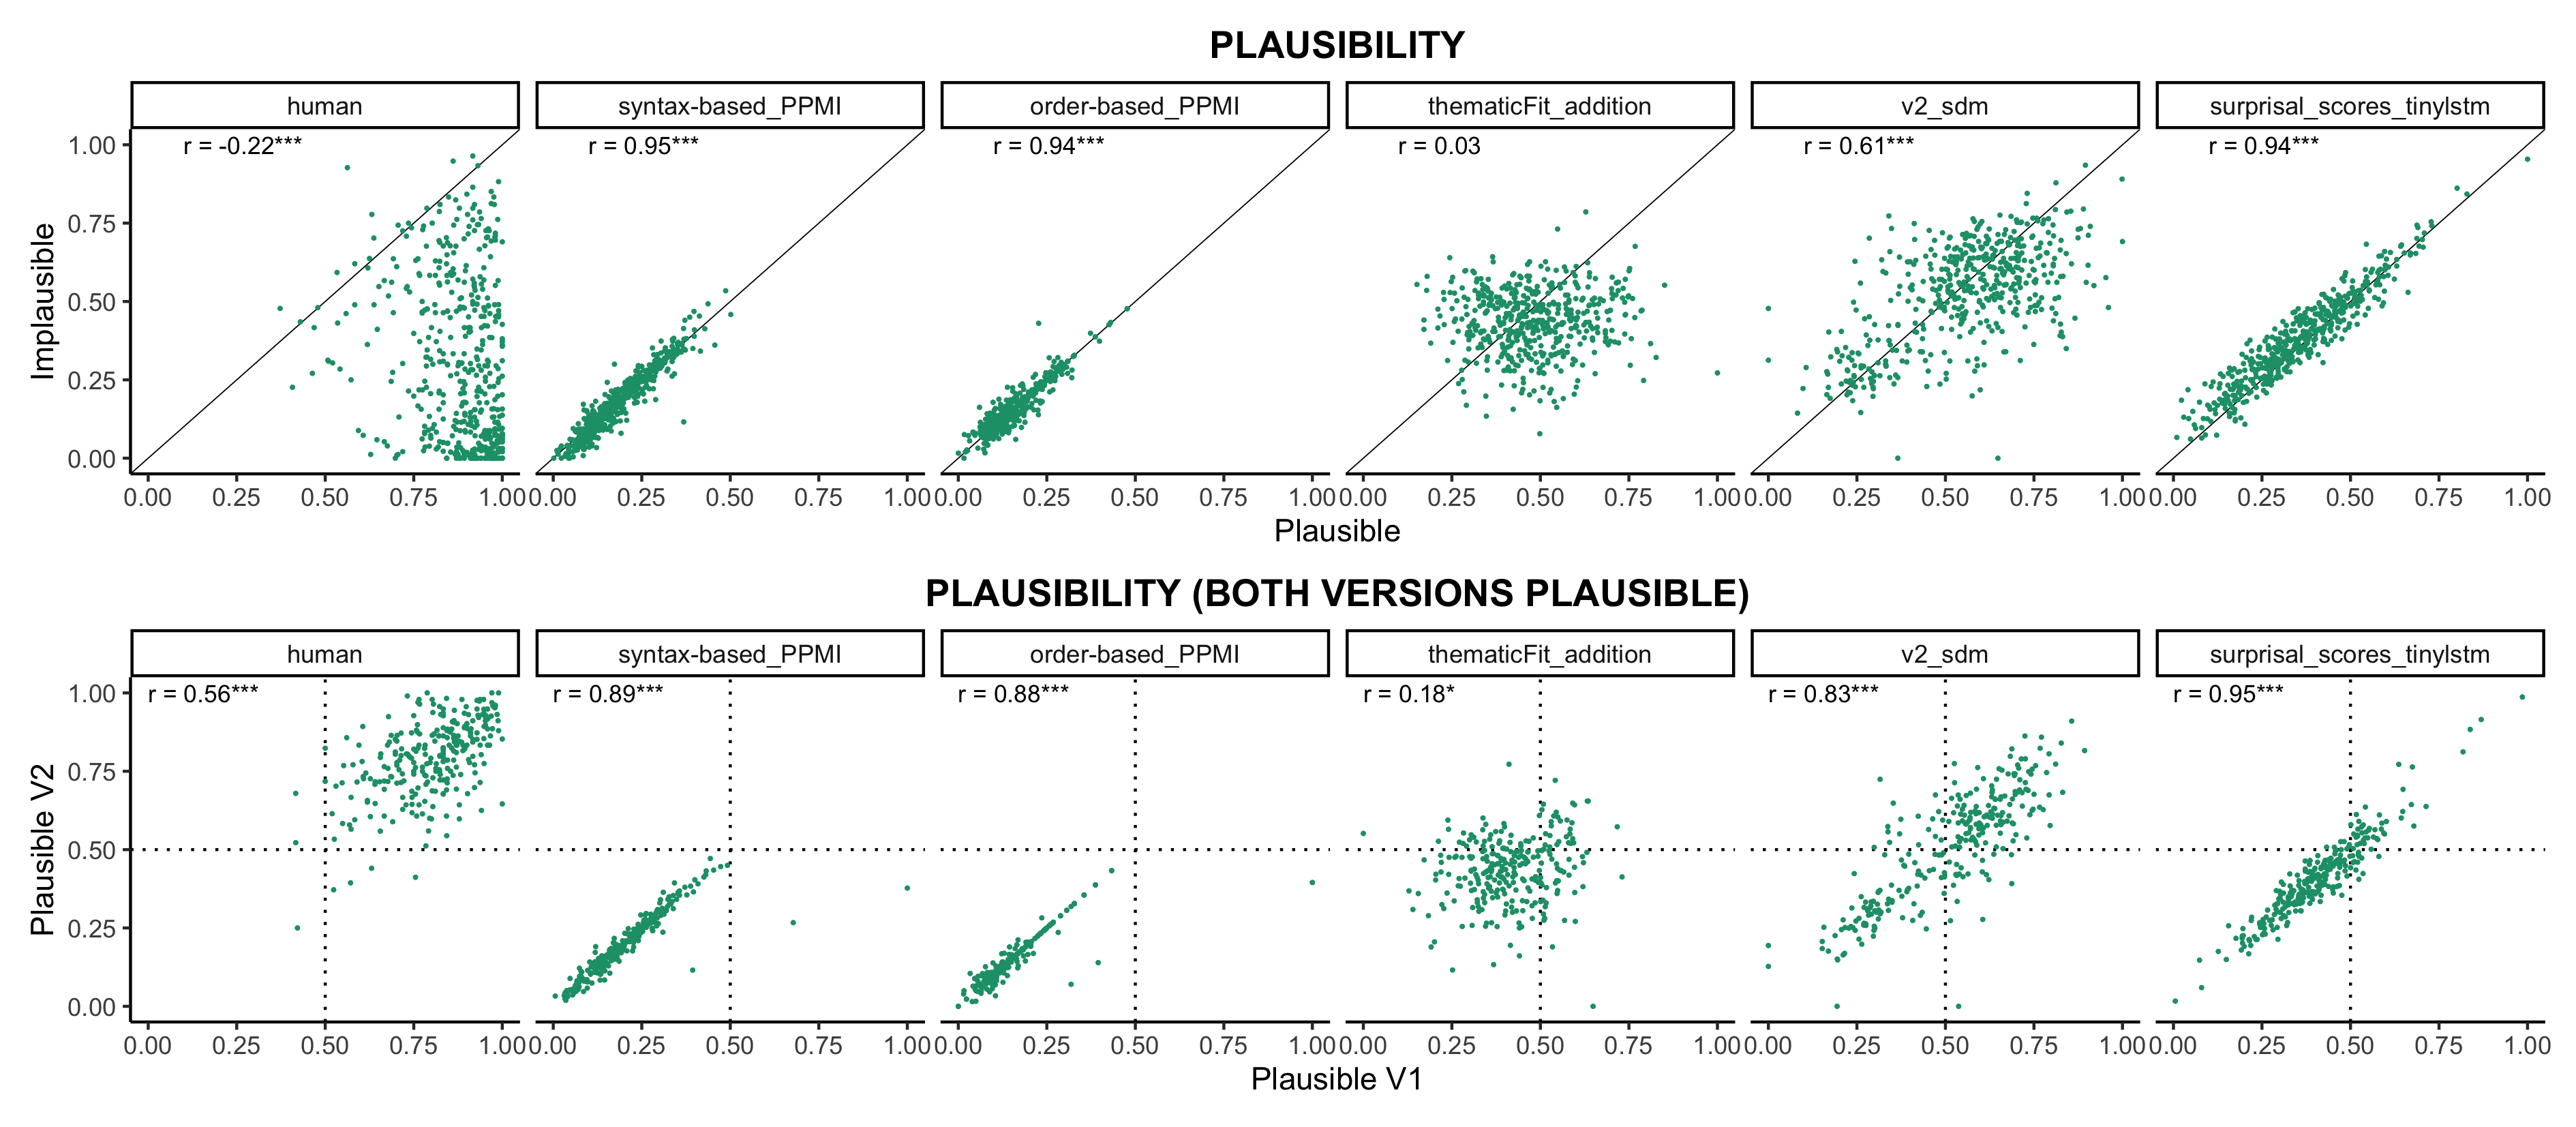 PLAUSIBILITY
human syntax-based_PPMI order-based_PPMI thematicFit_addition v2_sdm surprisal_scores_tinylstm
r = -0.22*** r = 0.95*** r = 0.94*** r = 0.03 r = 0.61*** r = 0.94***
1.00
0.75
0.50
0.25
0.00
Implausible
0.00 0.25 0.50 0.75 1.00 0.00 0.25 0.50 0.75 1.00 0.00 0.25 0.50 0.75 1.00 0.00 0.25 0.50 0.75 1.00 0.00 0.25 0.50 0.75 1.00 0.00 0.25 0.50 0.75 1.00
Plausible
PLAUSIBILITY (BOTH VERSIONS PLAUSIBLE)
human syntax-based_PPMI order-based_PPMI thematicFit_addition v2_sdm surprisal_scores_tinylstm
r = 0.56*** r = 0.89*** r = 0.88*** r = 0.18* r = 0.83*** r = 0.95***
1.00
0.75
0.50
0.25
0.00
Plausible V2
0.00 0.25 0.50 0.75 1.00 0.00 0.25 0.50 0.75 1.00 0.00 0.25 0.50 0.75 1.00 0.00 0.25 0.50 0.75 1.00 0.00 0.25 0.50 0.75 1.00 0.00 0.25 0.50 0.75 1.00
Plausible V1